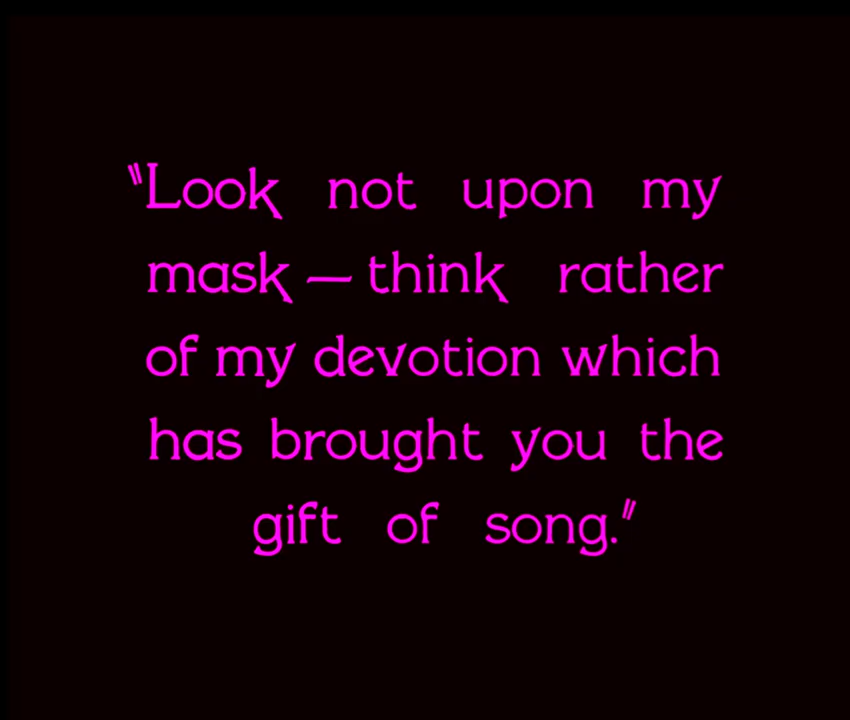 "Look not upon my
mask — think rather
of my devotion which
has brought you the
gift of song."